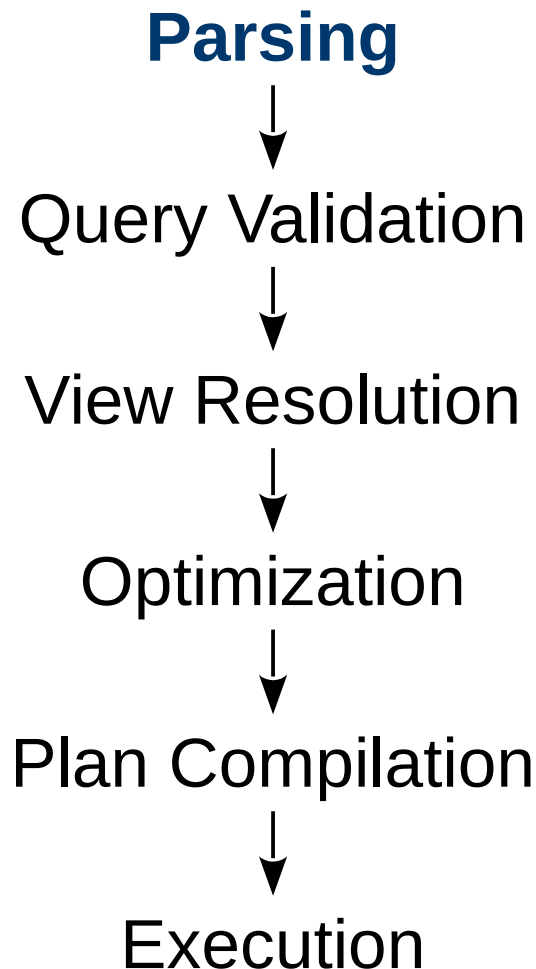 Parsing
Query Validation
View Resolution
Optimization
Plan Compilation
Execution